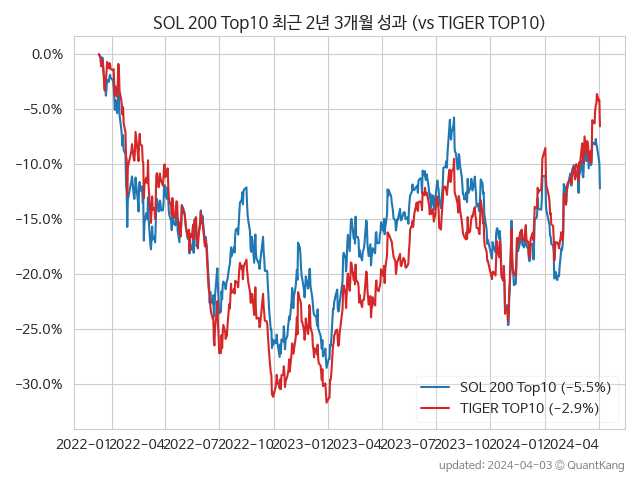 SOL 200 Top10 최근 2년 3개월 성과 (vs TIGER TOP10)
0.0%
−5.0%
−10.0%
−15.0%
−20.0%
−25.0%
−30.0%
SOL 200 Top10 (−5.5%)
TIGER TOP10 (−2.9%)
2022-01 2022-04 2022-07 2022-10 2023-01 2023-04 2023-07 2023-10 2024-01 2024-04
updated: 2024-04-03 ⓒ QuantKang